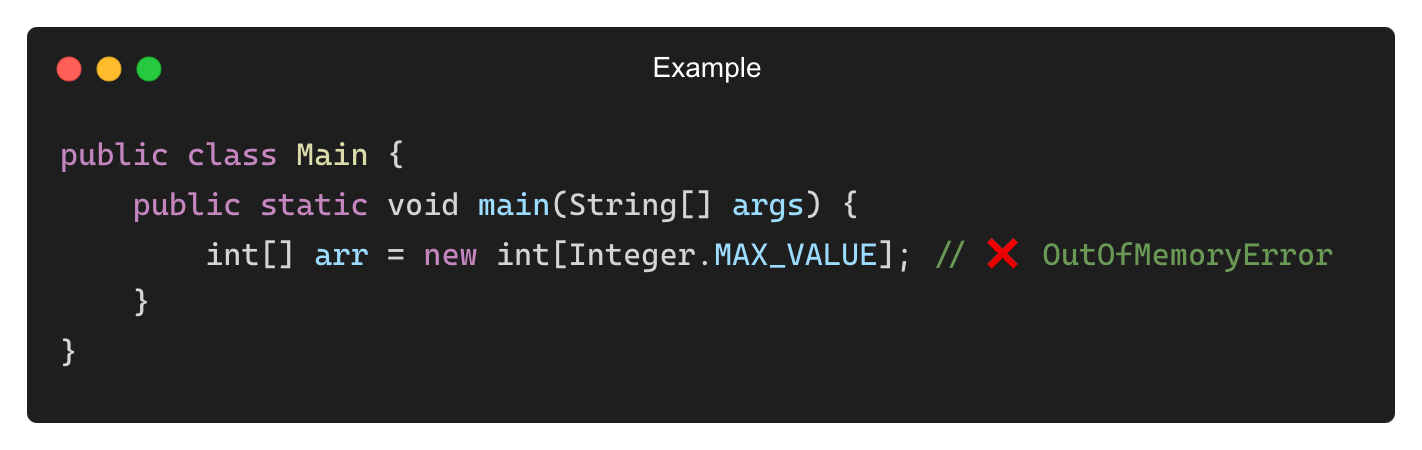 Example
public class Main {
    public static void main(String[] args) {
        int[] arr = new int[Integer.MAX_VALUE]; // ❌ OutOfMemoryError
    }
}